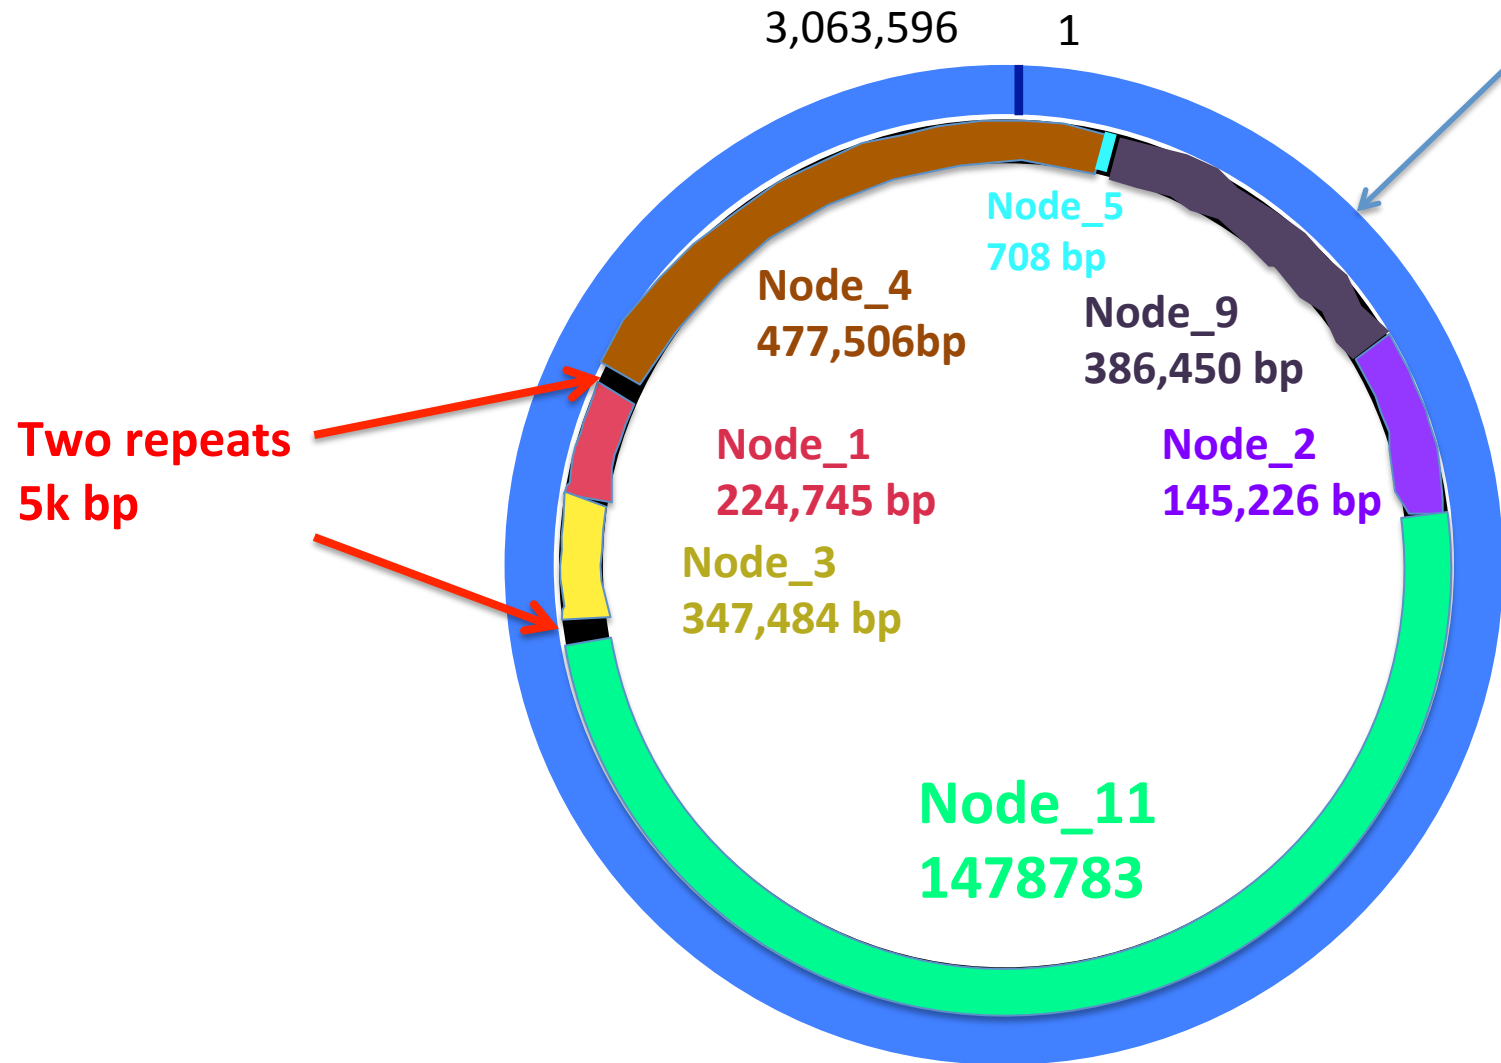 3,063,596 1
Node_5
708 bp
Node_4
477,506bp
Node_9
386,450 bp
Two repeats
5k bp
Node_1
224,745 bp
Node_2
145,226 bp
Node_3
347,484 bp
Node_11
1478783